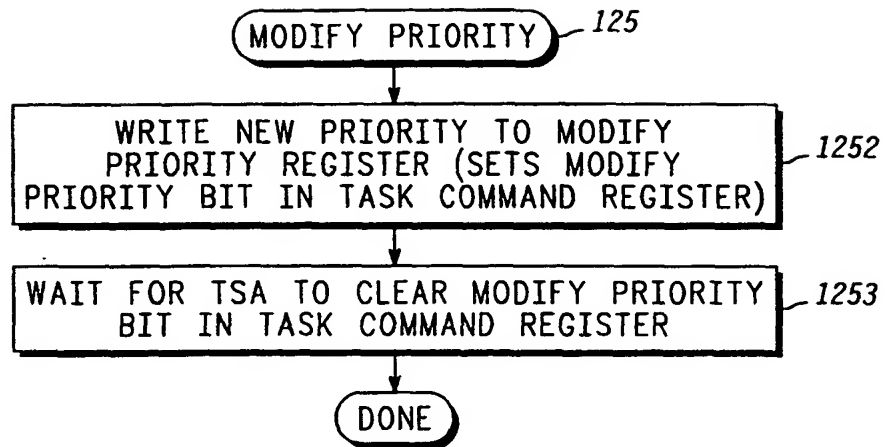 MODIFY PRIORITY
125
WRITE NEW PRIORITY TO MODIFY
PRIORITY REGISTER (SETS MODIFY
PRIORITY BIT IN TASK COMMAND REGISTER)
1252
WAIT FOR TSA TO CLEAR MODIFY PRIORITY
BIT IN TASK COMMAND REGISTER
1253
DONE